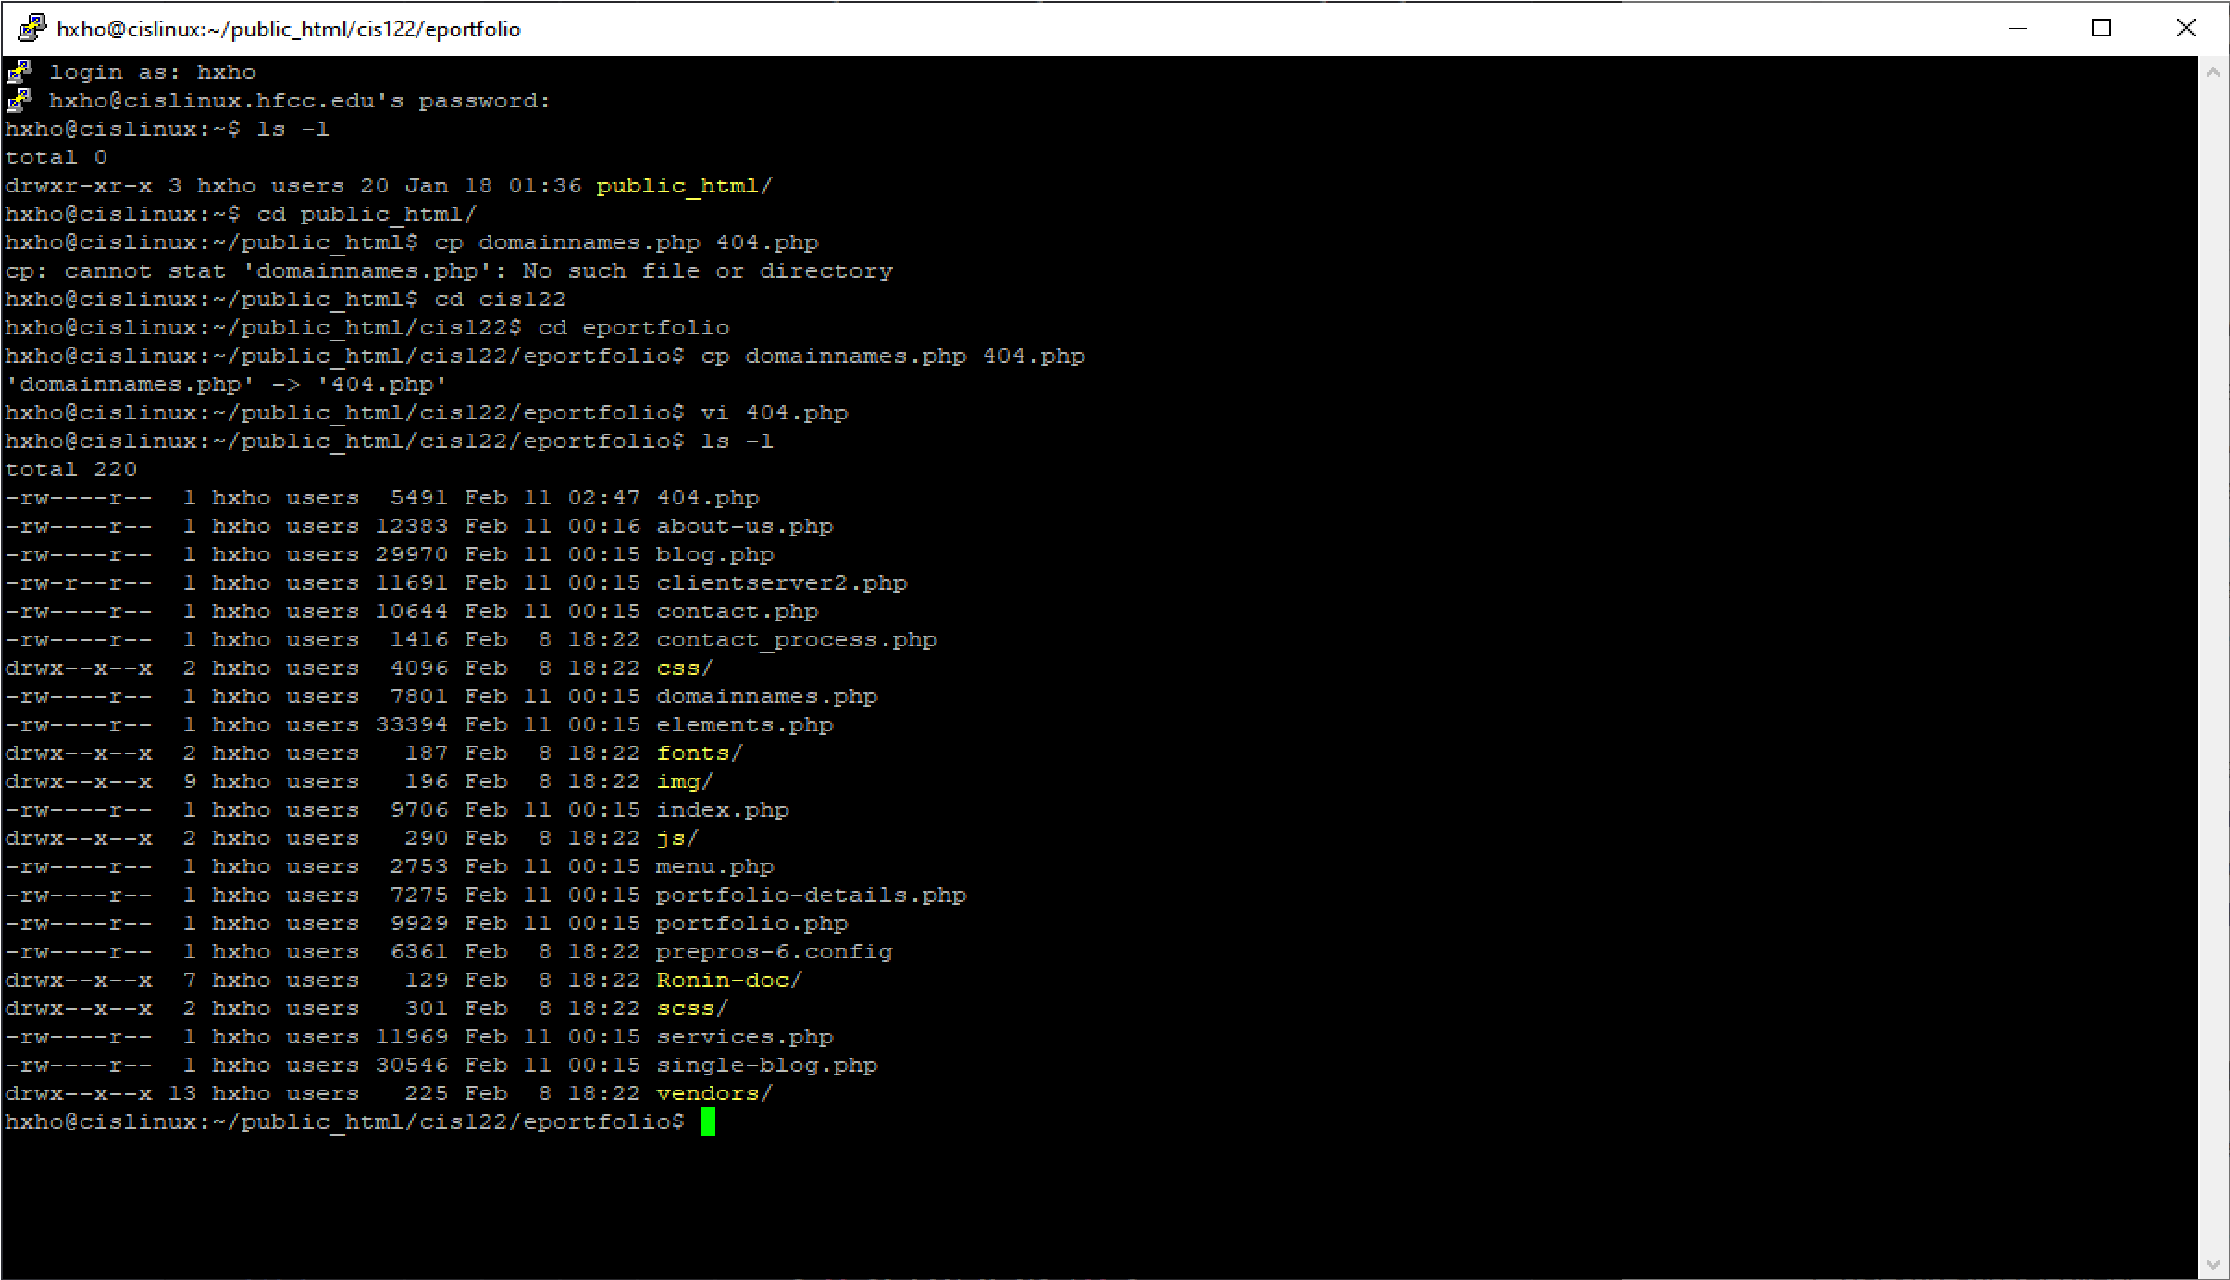 hxho@cislinux:~/public_html/cis122/eportfolio
login as: hxho
hxho@cislinux.hfcc.edu's password:
hxho@cislinux:~$ ls -l
total 0
drwxr-xr-x 3 hxho users 20 Jan 18 01:36 public_html/
hxho@cislinux:~$ cd public_html/
hxho@cislinux:~/public_html$ cp domainnames.php 404.php
cp: cannot stat 'domainnames.php': No such file or directory
hxho@cislinux:~/public_html$ cd cis122
hxho@cislinux:~/public_html/cis122$ cd eportfolio
hxho@cislinux:~/public_html/cis122/eportfolio$ cp domainnames.php 404.php
'domainnames.php' -> '404.php'
hxho@cislinux:~/public_html/cis122/eportfolio$ vi 404.php
hxho@cislinux:~/public_html/cis122/eportfolio$ ls -l
total 220
-rw----r--  1 hxho users  5491 Feb 11 02:47 404.php
-rw----r--  1 hxho users 12383 Feb 11 00:16 about-us.php
-rw----r--  1 hxho users 29970 Feb 11 00:15 blog.php
-rw-r--r--  1 hxho users 11691 Feb 11 00:15 clientserver2.php
-rw----r--  1 hxho users 10644 Feb 11 00:15 contact.php
-rw----r--  1 hxho users  1416 Feb  8 18:22 contact_process.php
drwx--x--x  2 hxho users  4096 Feb  8 18:22 css/
-rw----r--  1 hxho users  7801 Feb 11 00:15 domainnames.php
-rw----r--  1 hxho users 33394 Feb 11 00:15 elements.php
drwx--x--x  2 hxho users   187 Feb  8 18:22 fonts/
drwx--x--x  9 hxho users   196 Feb  8 18:22 img/
-rw----r--  1 hxho users  9706 Feb 11 00:15 index.php
drwx--x--x  2 hxho users   290 Feb  8 18:22 js/
-rw----r--  1 hxho users  2753 Feb 11 00:15 menu.php
-rw----r--  1 hxho users  7275 Feb 11 00:15 portfolio-details.php
-rw----r--  1 hxho users  9929 Feb 11 00:15 portfolio.php
-rw----r--  1 hxho users  6361 Feb  8 18:22 prepros-6.config
drwx--x--x  7 hxho users   129 Feb  8 18:22 Ronin-doc/
drwx--x--x  2 hxho users   301 Feb  8 18:22 scss/
-rw----r--  1 hxho users 11969 Feb 11 00:15 services.php
-rw----r--  1 hxho users 30546 Feb 11 00:15 single-blog.php
drwx--x--x 13 hxho users   225 Feb  8 18:22 vendors/
hxho@cislinux:~/public_html/cis122/eportfolio$